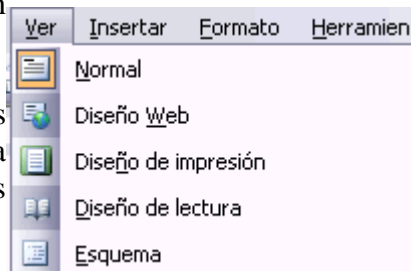 Ver Insertar Formato Herramien
Normal
Diseño Web
Diseño de impresión
Diseño de lectura
Esquema